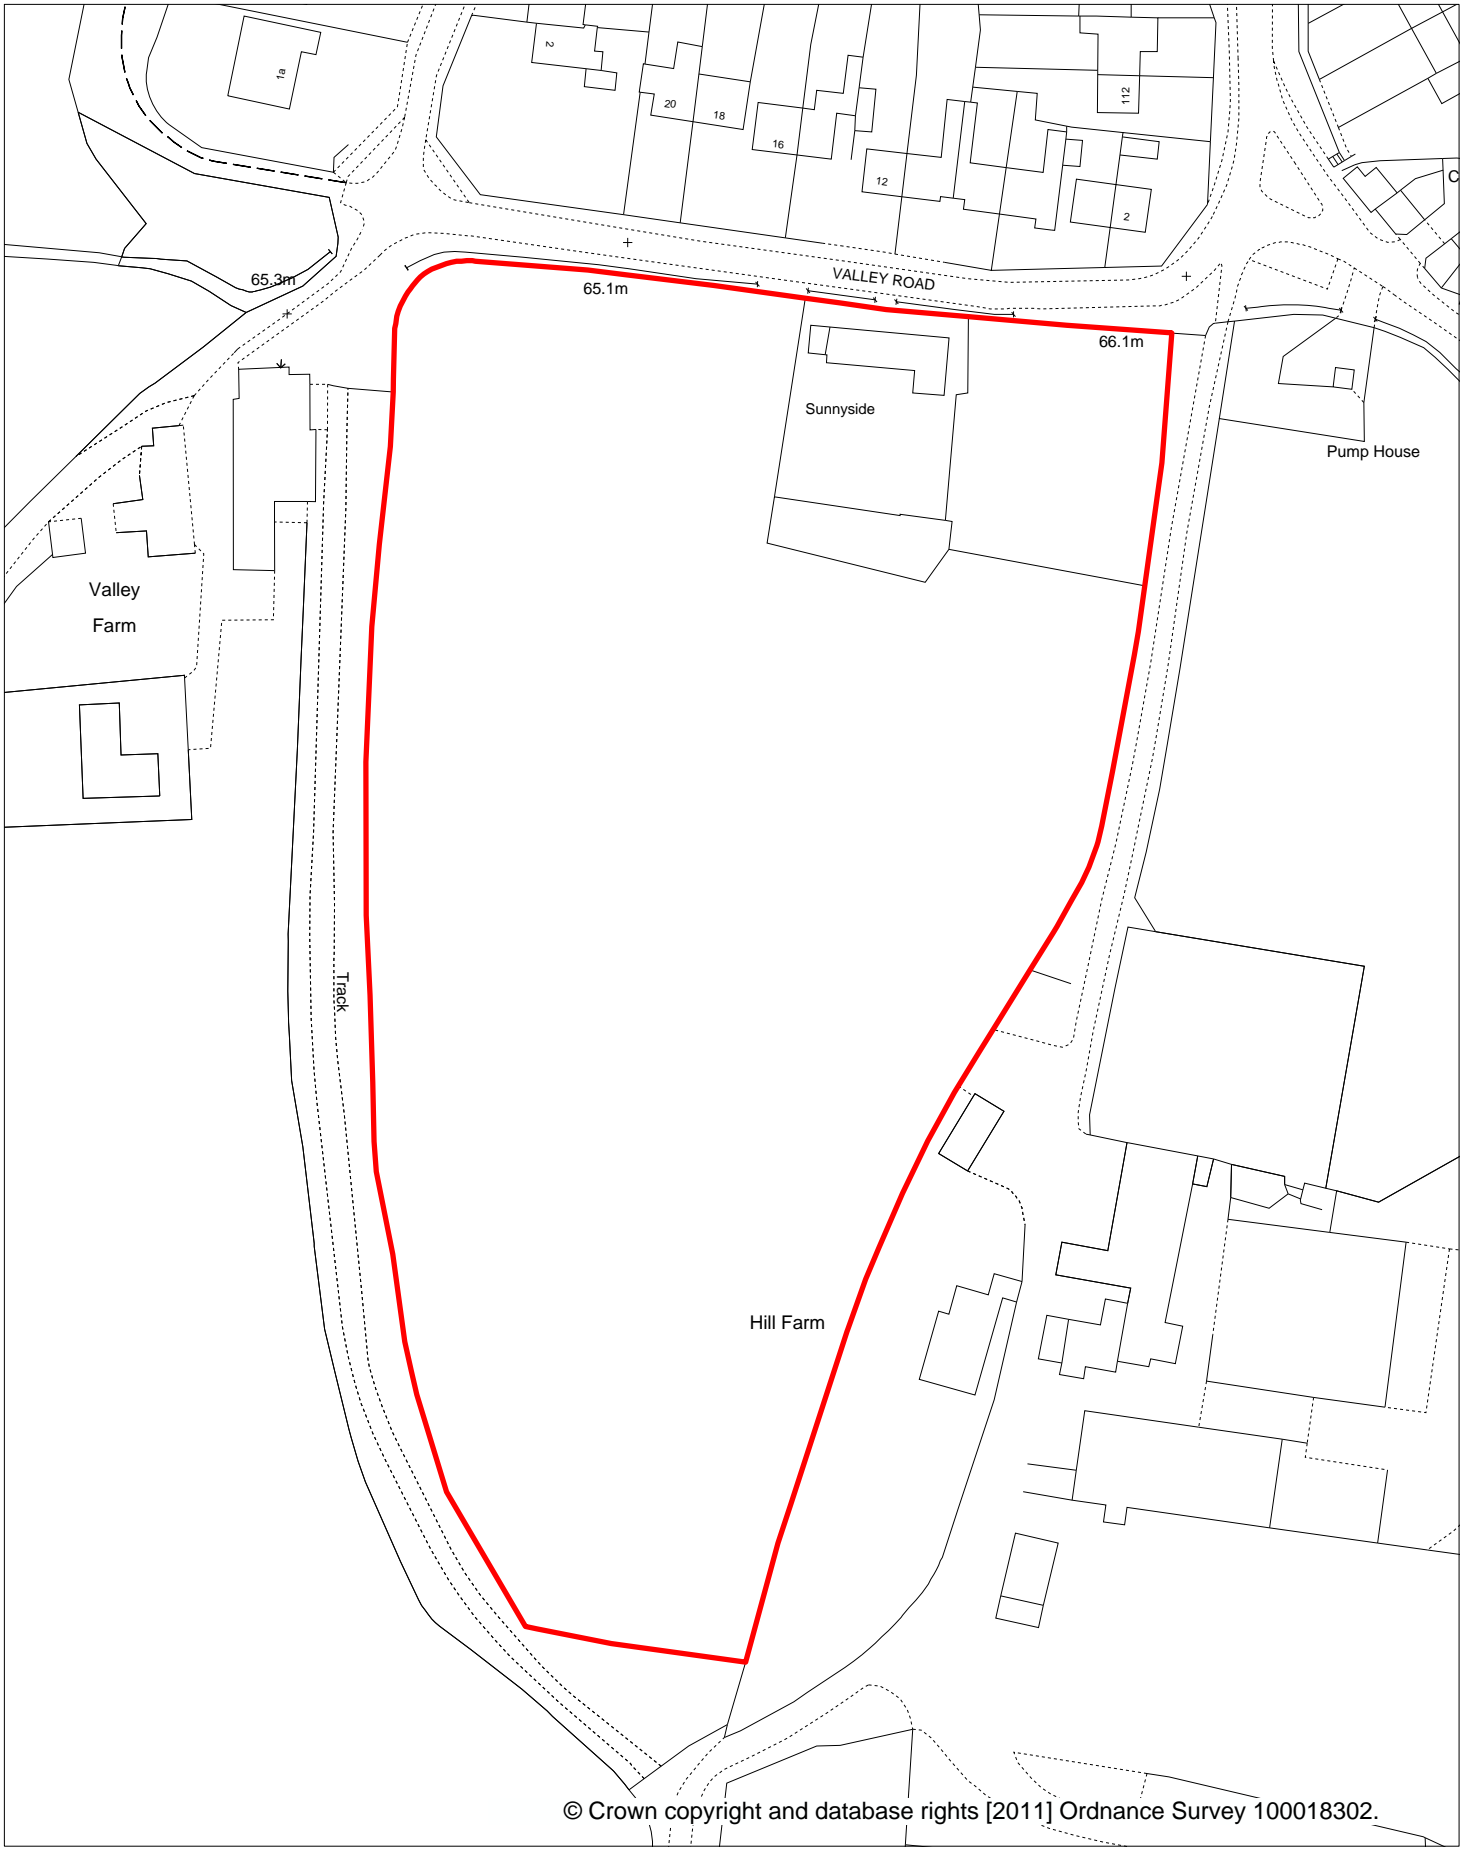 2
1a
20
18
112
16
C
12
2
VALLEY ROAD
65.3m
65.1m
66.1m
Sunnyside
Pump House
Valley
Farm
Track
Hill Farm
© Crown copyright and database rights [2011] Ordnance Survey 100018302.